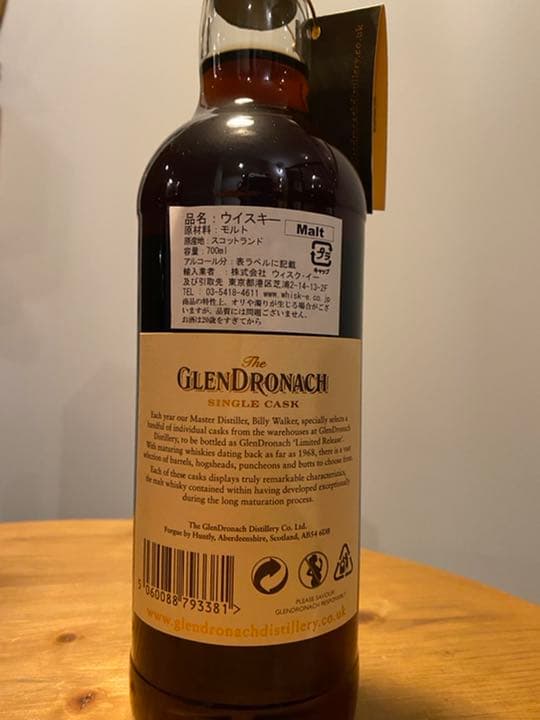 品名：ウイスキー
原材料：モルト
Malt
原産地：スコットランド
容量：700ml
アルコール分：表ラベルに記載
輸入業者 ：株式会社 ウィスク・イー
及び引取先 東京都港区芝浦2-14-13-2F
TEL : 03-5418-4611 www.whisk-e.co.jp
商品の特性上、オリや濁りが生じる場合がござ
いますが、品質には問題ございません。
お酒は20歳をすぎてから
プラ
キャップ
The
GLENDRONACH
SINGLE CASK
Each year our Master Distiller, Billy Walker, specially selects a
handful of individual casks from the warehouses at GlenDronach
Distillery, to be bottled as GlenDronach 'Limited Release'.
With maturing whiskies dating back as far as 1968, there is a vast
selection of barrels, hogsheads, puncheons and butts to choose from.
Each of these casks displays truly remarkable characteristics,
the malt whisky contained within having developed exceptionally
during the long maturation process.
The GlenDronach Distillery Co. Ltd.
Forgue by Huntly, Aberdeenshire, Scotland, AB54 6DB
5 060088 793381 >
PLEASE SAVOUR
GLENDRONACH RESPONSIBLY
www.glendronachdistillery.co.uk